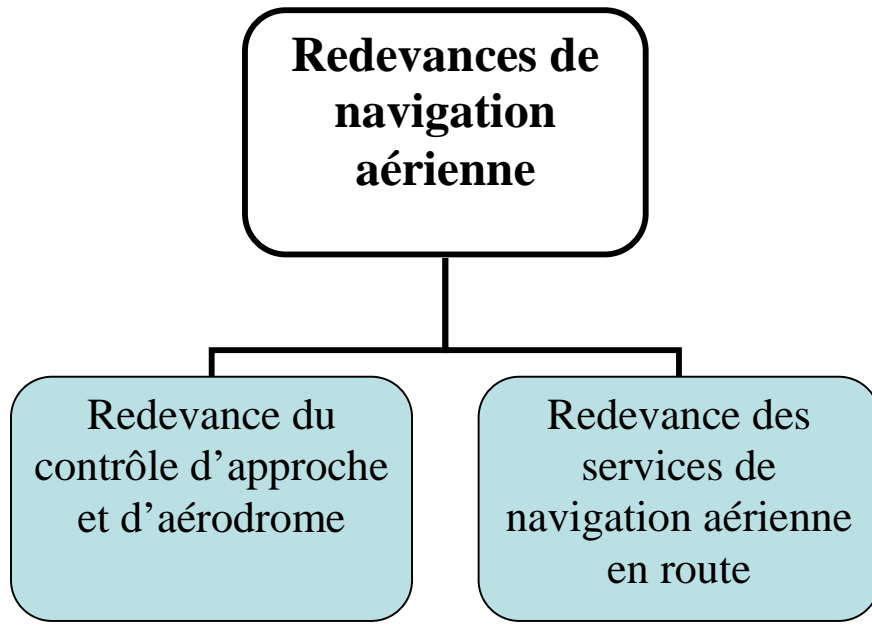 Redevances de
navigation
aérienne
Redevance du
contrôle d’approche
et d’aérodrome
Redevance des
services de
navigation aérienne
en route